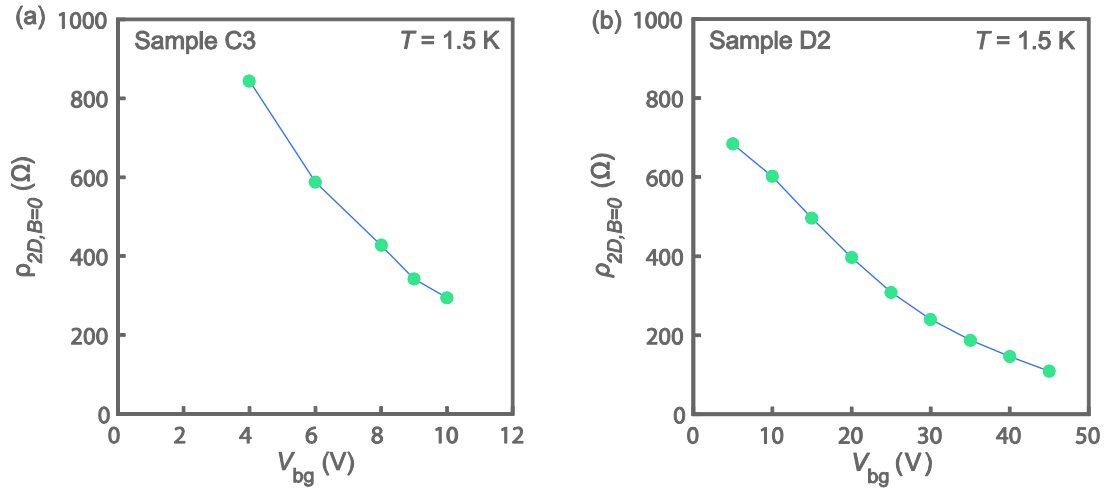 (a)
Sample C3
T = 1.5 K
1000
800
600
400
200
0
ρ2D,B=0 (Ω)
0 2 4 6 8 10 12
Vbg (V)
(b)
Sample D2
T = 1.5 K
1000
800
600
400
200
0
ρ2D,B=0 (Ω)
0 10 20 30 40 50
Vbg (V)